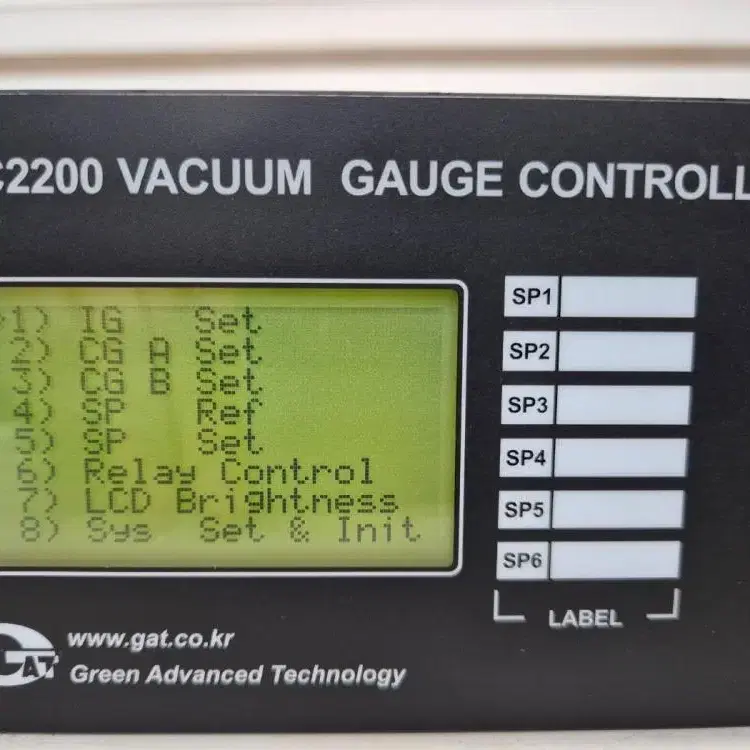 C2200 VACUUM GAUGE CONTROLL
1) IG Set
2) CG A Set
3) CG B Set
4) SP Ref
5) SP Set
6) Relay Control
7) LCD Brightness
8) Sys Set & Init
SP1
SP2
SP3
SP4
SP5
SP6
LABEL
GAT
www.gat.co.kr
Green Advanced Technology